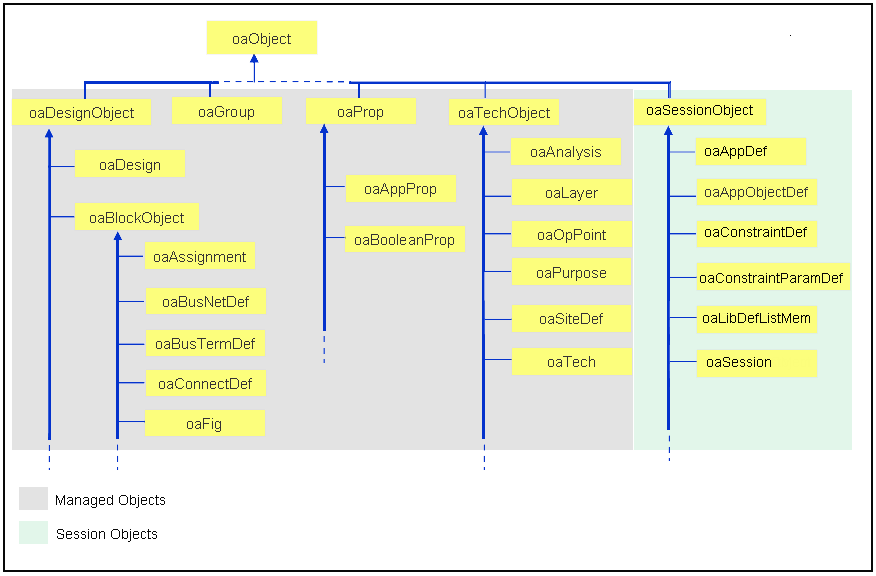 oaObject
oaDesignObject
oaGroup
oaProp
oaTechObject
oaSessionObject
oaDesign
oaBlockObject
oaAssignment
oaBusNetDef
oaBusTermDef
oaConnectDef
oaFig
oaAppProp
oaBooleanProp
oaAnalysis
oaLayer
oaOpPoint
oaPurpose
oaSiteDef
oaTech
oaAppDef
oaAppObjectDef
oaConstraintDef
oaConstraintParamDef
oaLibDefListMem
oaSession
Managed Objects
Session Objects